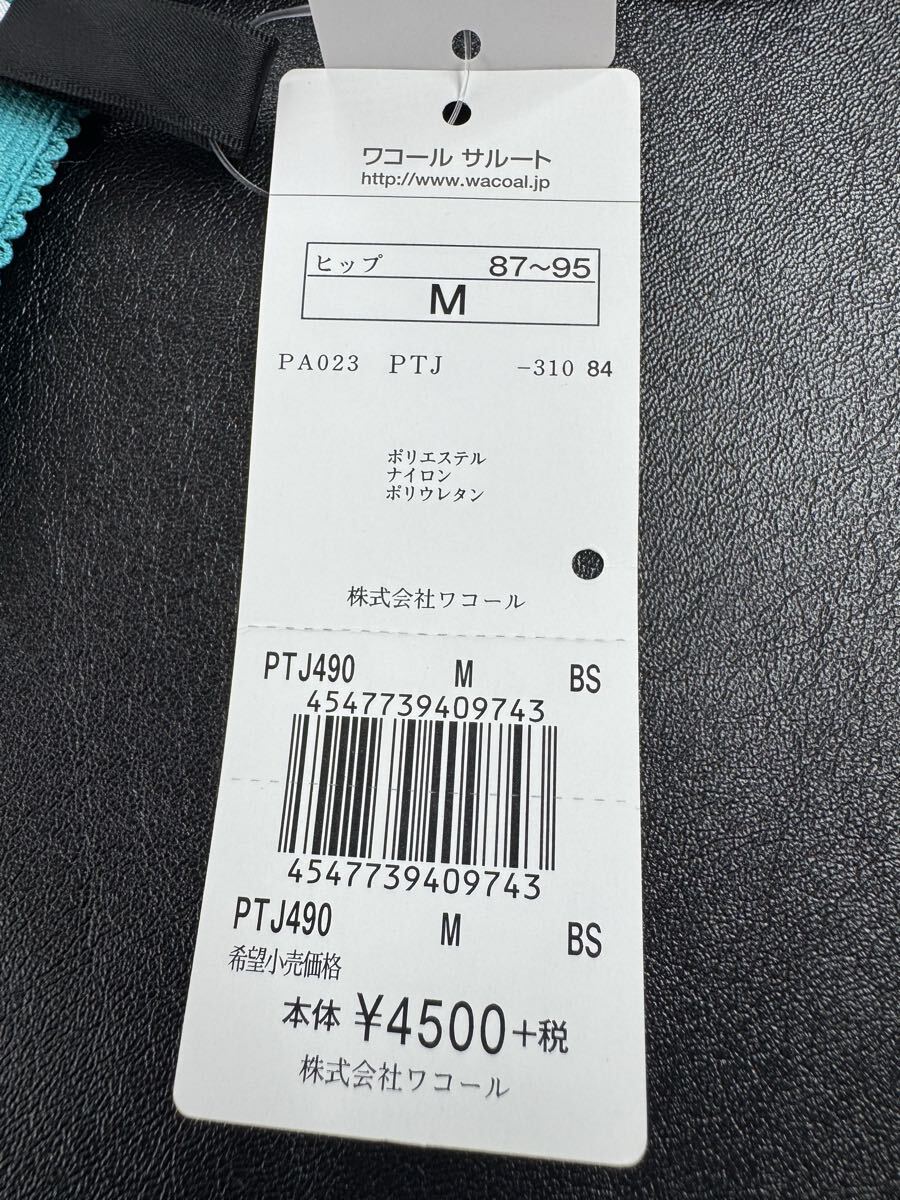 ワコール サルート
http://www.wacoal.jp
ヒップ 87～95
M
PA023 PTJ -310 84
ポリエステル
ナイロン
ポリウレタン
株式会社ワコール
PTJ490 M BS
4547739409743
4547739409743
PTJ490 M BS
希望小売価格
本体 ¥4500+税
株式会社ワコール